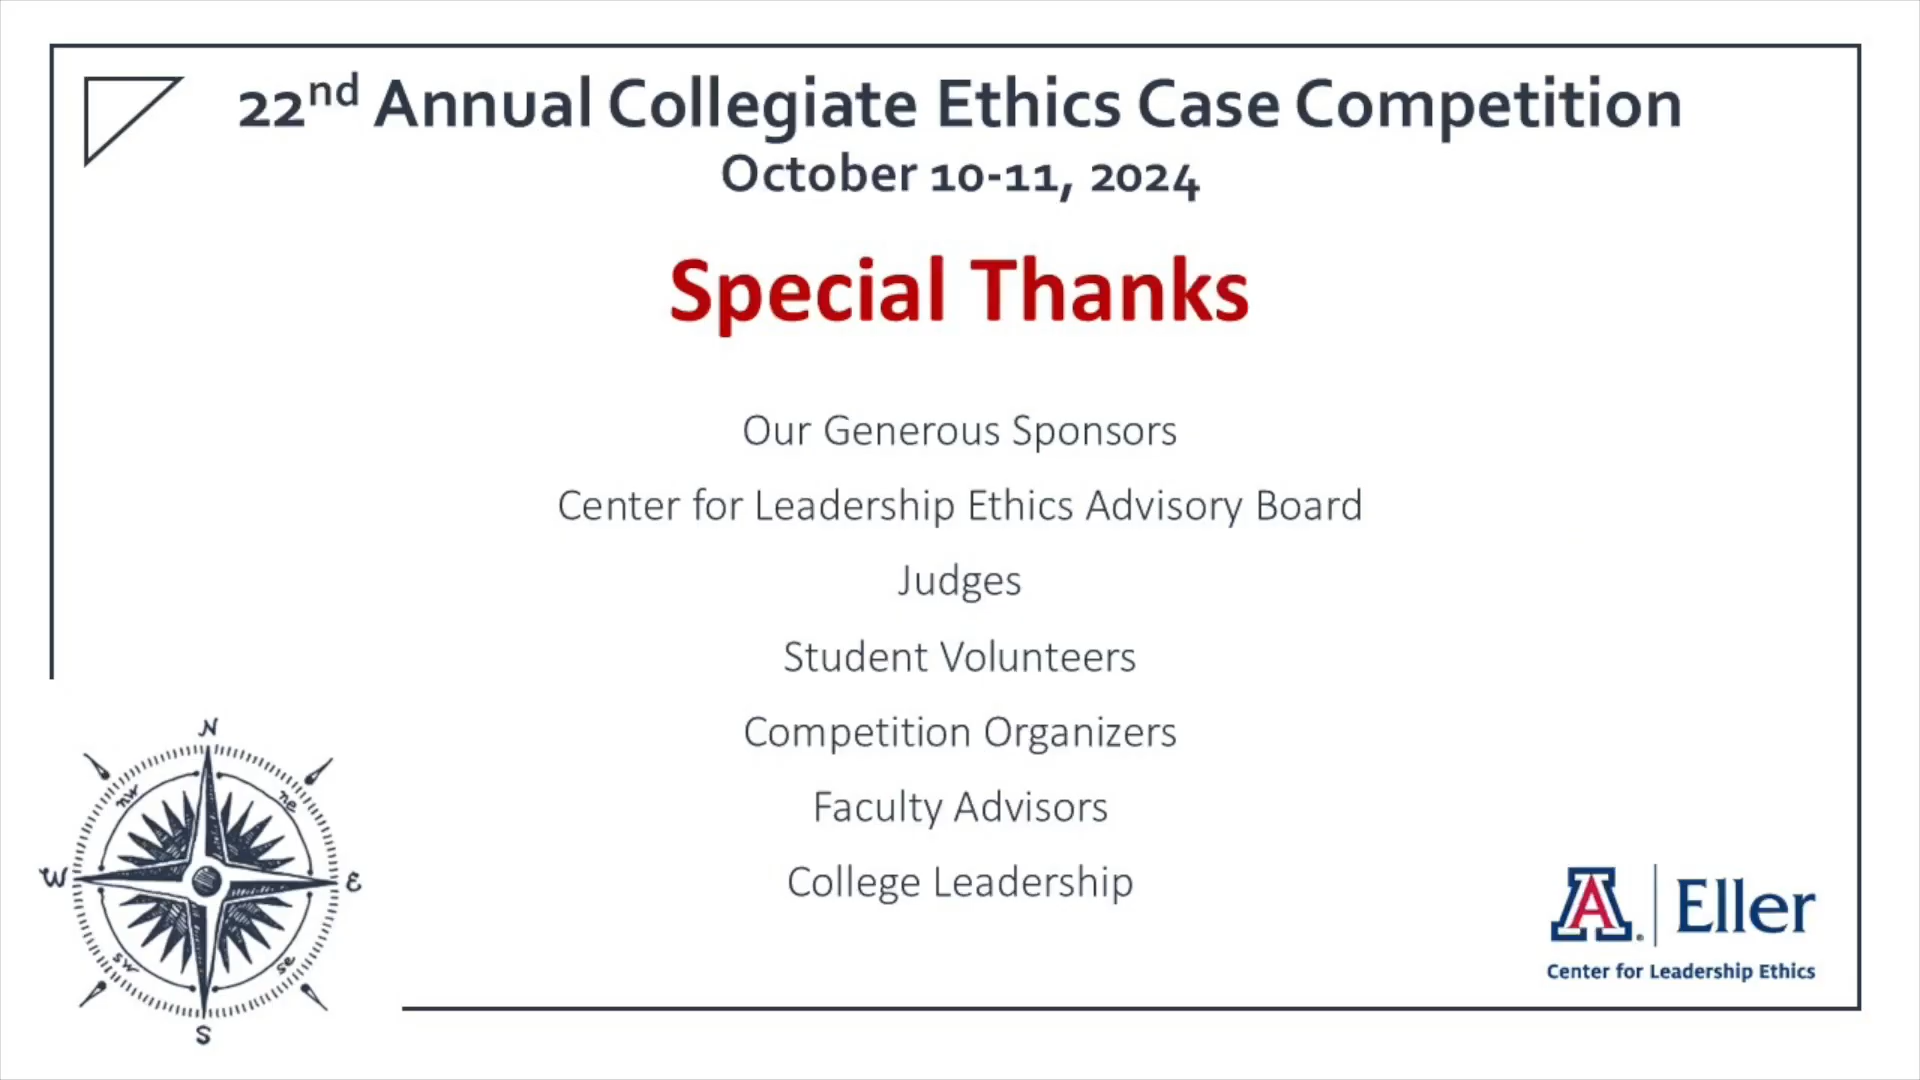 22nd Annual Collegiate Ethics Case Competition
October 10-11, 2024
Special Thanks
Our Generous Sponsors
Center for Leadership Ethics Advisory Board
Judges
Student Volunteers
Competition Organizers
Faculty Advisors
College Leadership
N
nw
ne
W
E
sw
se
S
A
Eller
Center for Leadership Ethics